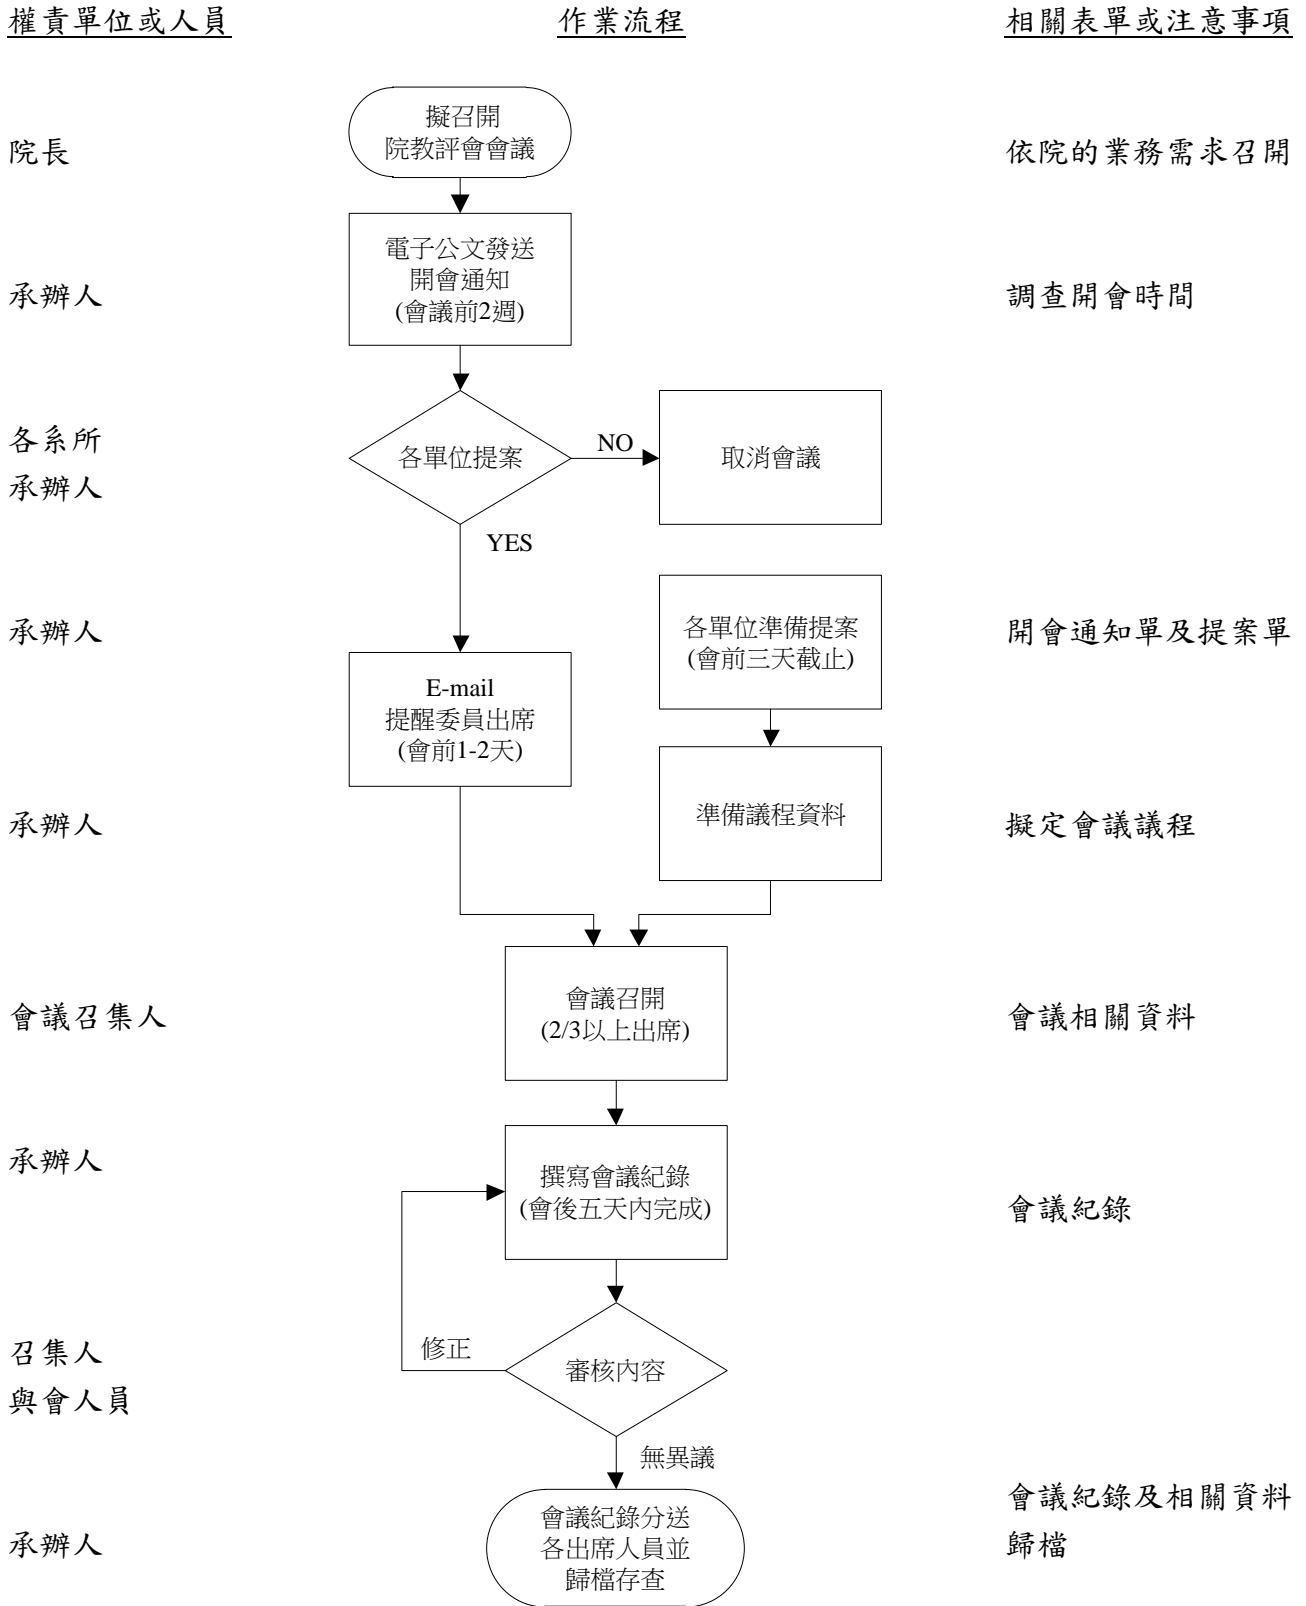 權責單位或人員
作業流程
相關表單或注意事項
擬召開
院教評會會議
院長
依院的業務需求召開
電子公文發送
開會通知
(會議前2週)
承辦人
調查開會時間
各系所
承辦人
各單位提案
NO
取消會議
YES
承辦人
各單位準備提案
(會前三天截止)
開會通知單及提案單
E-mail
提醒委員出席
(會前1-2天)
承辦人
準備議程資料
擬定會議議程
會議召集人
會議召開
(2/3以上出席)
會議相關資料
承辦人
撰寫會議紀錄
(會後五天內完成)
會議紀錄
召集人
與會人員
修正
審核內容
無異議
會議紀錄分送
各出席人員並
歸檔存查
承辦人
會議紀錄及相關資料
歸檔